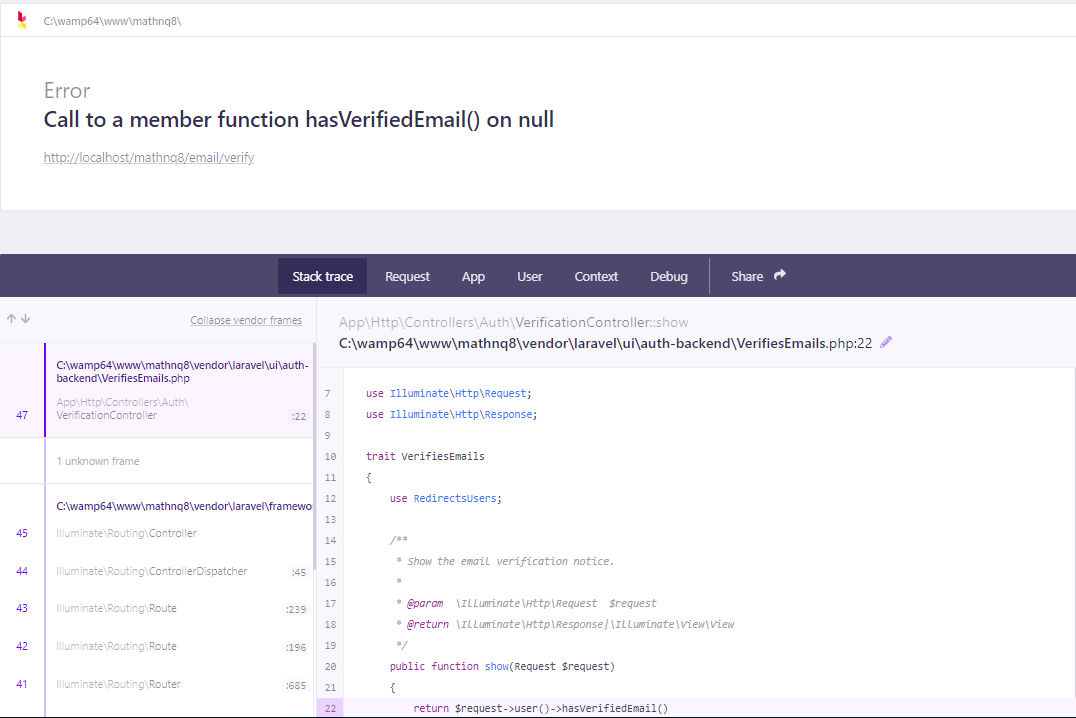 C:\wamp64\www\mathnq8\
Error
Call to a member function hasVerifiedEmail() on null
http://localhost/mathnq8/email/verify
Stack trace Request App User Context Debug Share
Collapse vendor frames
C:\wamp64\www\mathnq8\vendor\laravel\ui\auth-
backend\VerifiesEmails.php
App\Http\Controllers\Auth\
47 VerificationController :22
1 unknown frame
C:\wamp64\www\mathnq8\vendor\laravel\framewo
45 Illuminate\Routing\Controller
44 Illuminate\Routing\ControllerDispatcher :45
43 Illuminate\Routing\Route :239
42 Illuminate\Routing\Route :196
41 Illuminate\Routing\Router :685
App\Http\Controllers\Auth\VerificationController::show
C:\wamp64\www\mathnq8\vendor\laravel\ui\auth-backend\VerifiesEmails.php:22
7 use Illuminate\Http\Request;
8 use Illuminate\Http\Response;
9
10 trait VerifiesEmails
11 {
12 use RedirectsUsers;
13
14 /**
15 * Show the email verification notice.
16 *
17 * @param \Illuminate\Http\Request $request
18 * @return \Illuminate\Http\Response|\Illuminate\View\View
19 */
20 public function show(Request $request)
21 {
22 return $request->user()->hasVerifiedEmail()